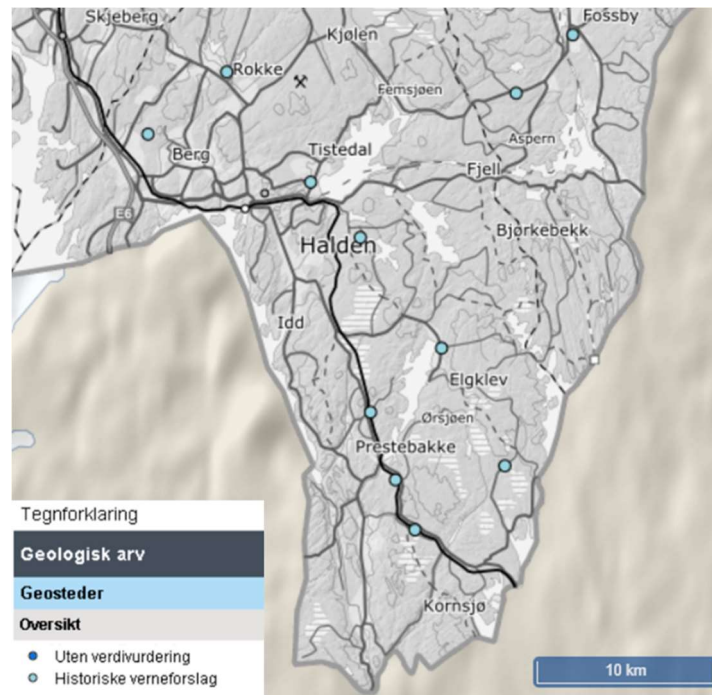 Skjeberg
Fossby
Kjølen
Rokke
Femsjøen
Aspern
Berg
Tistedal
Fjell
E6
Bjørkebekk
Halden
Idd
Elgklev
Ørsjøen
Prestebakke
Kornsjø
Tegnforklaring
Geologisk arv
Geosteder
Oversikt
Uten verdivurdering
Historiske verneforslag
10 km